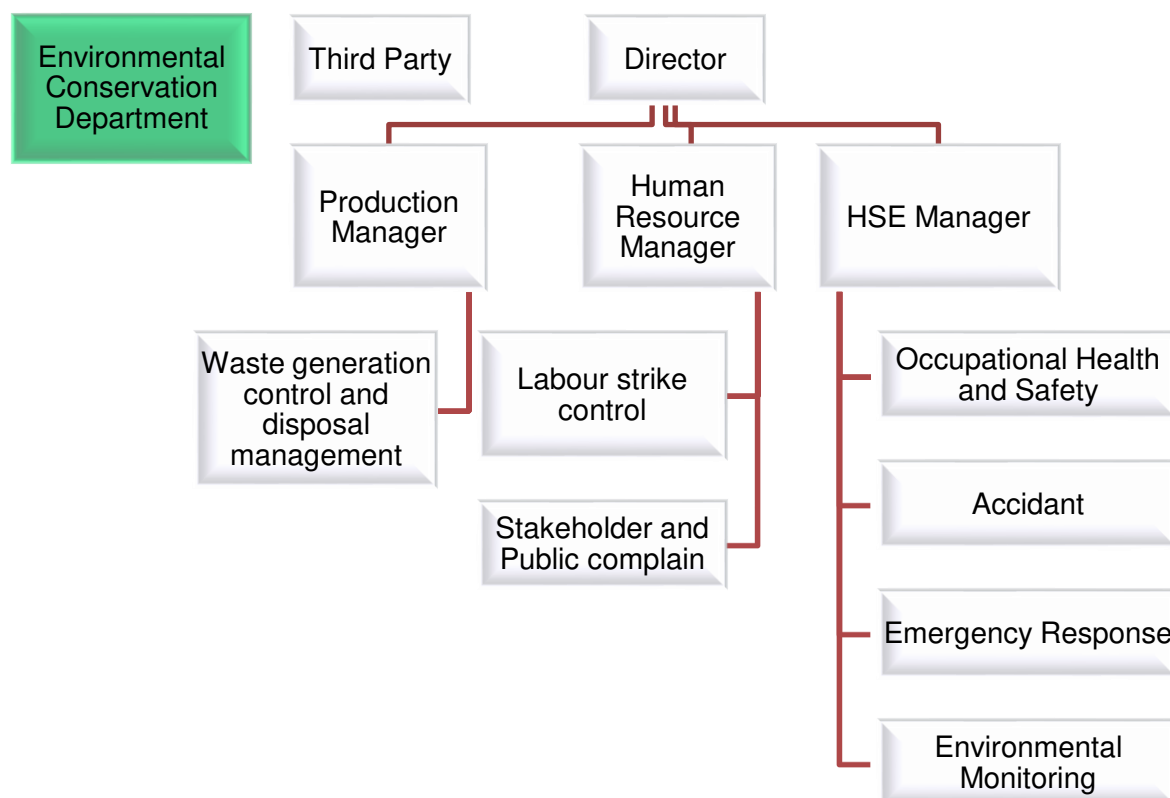 Environmental
Conservation
Department
Third Party
Director
Production
Manager
Human
Resource
Manager
HSE Manager
Waste generation
control and
disposal
management
Labour strike
control
Stakeholder and
Public complain
Occupational Health
and Safety
Accidant
Emergency Response
Environmental
Monitoring